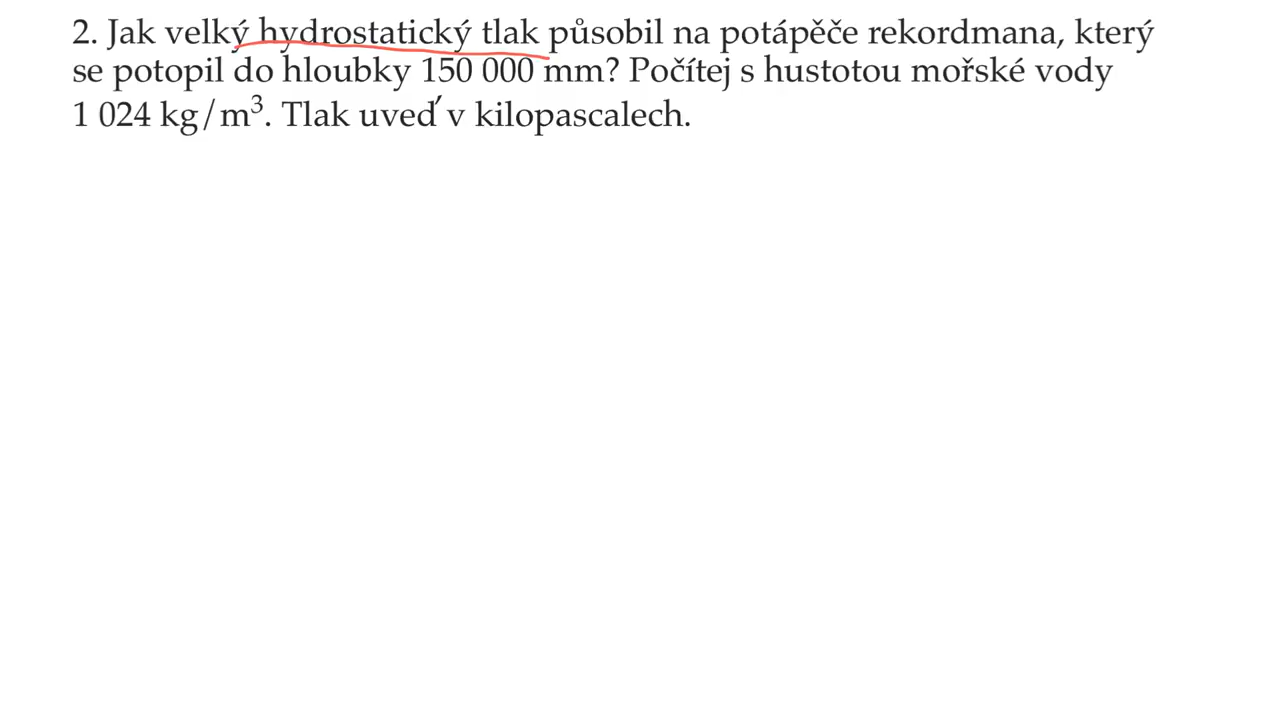 2. Jak velký hydrostatický tlak působil na potápěče rekordmana, který
se potopil do hloubky 150 000 mm? Počítej s hustotou mořské vody
1 024 kg/m³. Tlak uveď v kilopascalech.